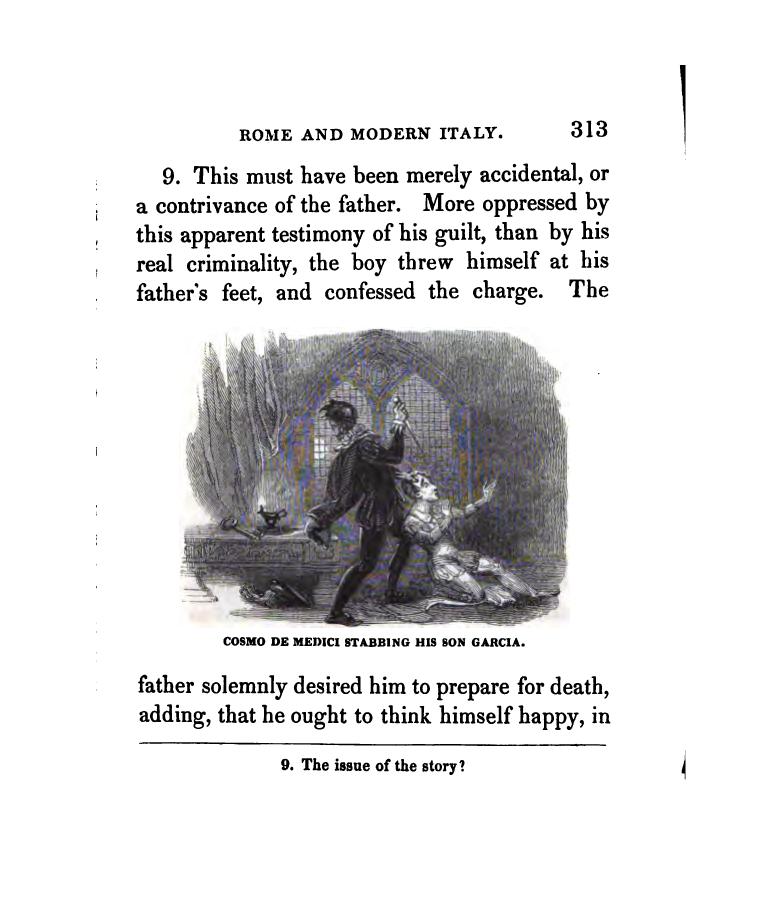 ROME AND MODERN ITALY. 313
9. This must have been merely accidental, or
a contrivance of the father. More oppressed by
this apparent testimony of his guilt, than by his
real criminality, the boy threw himself at his
father's feet, and confessed the charge. The
COSMO DE MEDICI STABBING HIS SON GARCIA.
father solemnly desired him to prepare for death,
adding, that he ought to think himself happy, in
9. The issue of the story?